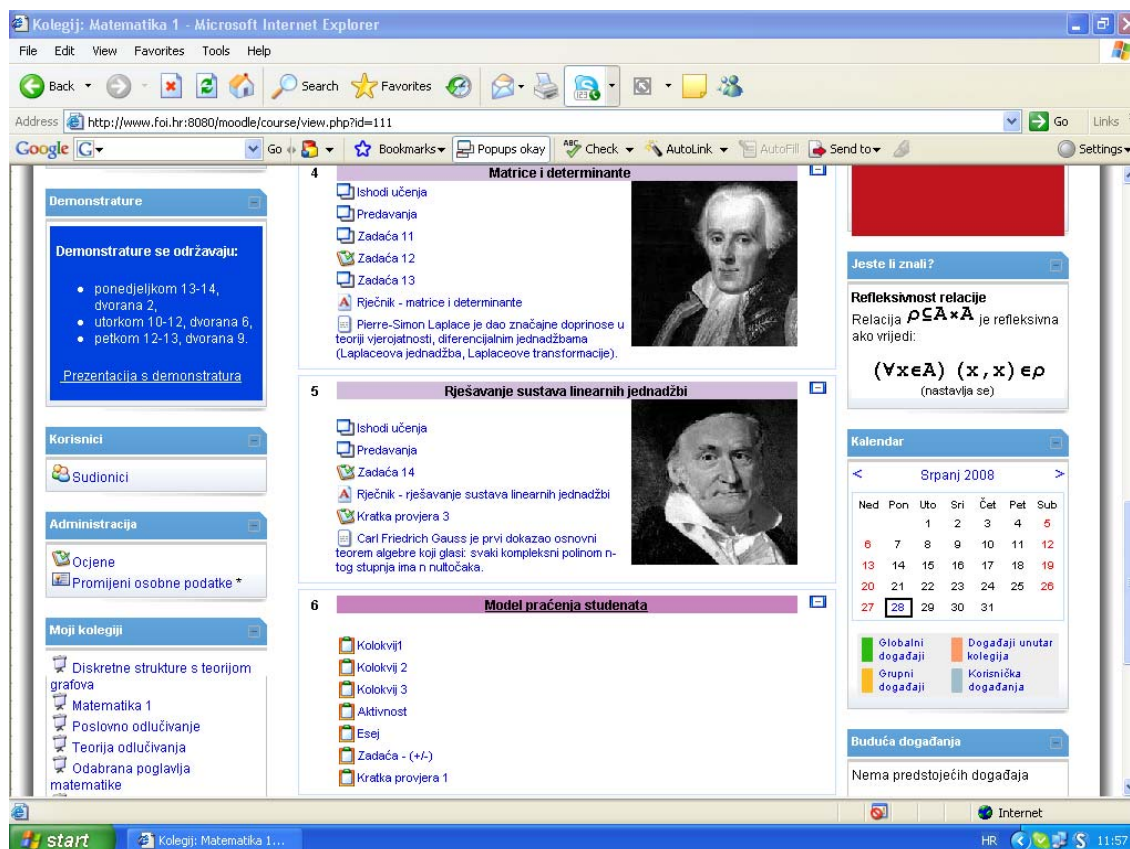 Kolegij: Matematika 1 - Microsoft Internet Explorer
File Edit View Favorites Tools Help
Back Search Favorites
Address http://www.foi.hr:8080/moodle/course/view.php?id=111 Go Links
Google G Go Bookmarks Popups okay ABC Check AutoLink AutoFill Send to Settings
Demonstrature
Demonstrature se održavaju:
ponedjeljkom 13-14,
dvorana 2,
utorkom 10-12, dvorana 6,
petkom 12-13, dvorana 9.
Prezentacija s demonstratura
Korisnici
Sudionici
Administracija
Ocjene
Promijeni osobne podatke *
Moji kolegiji
Diskretne strukture s teorijom
grafova
Matematika 1
Poslovno odlučivanje
Teorija odlučivanja
Odabrana poglavlja
matematike
4 Matrice i determinante
Ishodi učenja
Predavanja
Zadaća 11
Zadaća 12
Zadaća 13
Rječnik - matrice i determinante
Pierre-Simon Laplace je dao značajne doprinose u
teoriji vjerojatnosti, diferencijalnim jednadžbama
(Laplaceova jednadžba, Laplaceove transformacije).
5 Rješavanje sustava linearnih jednadžbi
Ishodi učenja
Predavanja
Zadaća 14
Rječnik - rješavanje sustava linearnih jednadžbi
Kratka provjera 3
Carl Friedrich Gauss je prvi dokazao osnovni
teorem algebre koji glasi: svaki kompleksni polinom n-
tog stupnja ima n nultočaka.
6 Model praćenja studenata
Kolokvij1
Kolokvij 2
Kolokvij 3
Aktivnost
Esej
Zadaća - (+/-)
Kratka provjera 1
Jeste li znali?
Refleksivnost relacije
Relacija ρ⊆A×A je refleksivna
ako vrijedi:
(∀x∈A) (x,x)∈ρ
(nastavlja se)
Kalendar
< Srpanj 2008 >
Ned Pon Uto Sri Čet Pet Sub
1 2 3 4 5
6 7 8 9 10 11 12
13 14 15 16 17 18 19
20 21 22 23 24 25 26
27 28 29 30 31
Globalni
događaji
Događaji unutar
kolegija
Grupni
događaji
Korisnička
događanja
Buduća događanja
Nema predstojećih događaja
Internet
start Kolegij: Matematika 1... HR 11:57